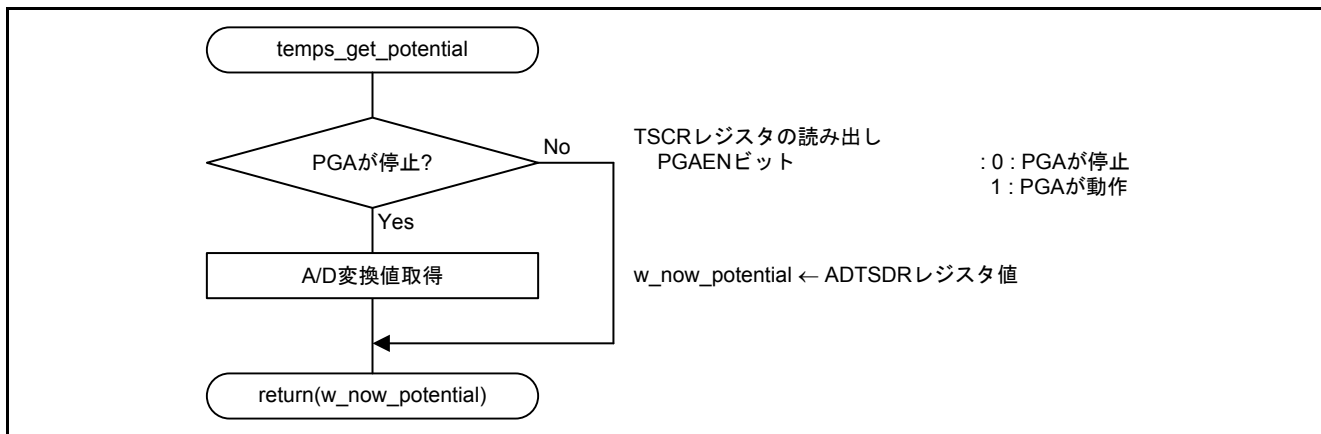 temps_get_potential
PGAが停止?
No
TSCRレジスタの読み出し
PGAENビット : 0 : PGAが停止
1 : PGAが動作
Yes
A/D変換値取得
w_now_potential ← ADTSDRレジスタ値
return(w_now_potential)